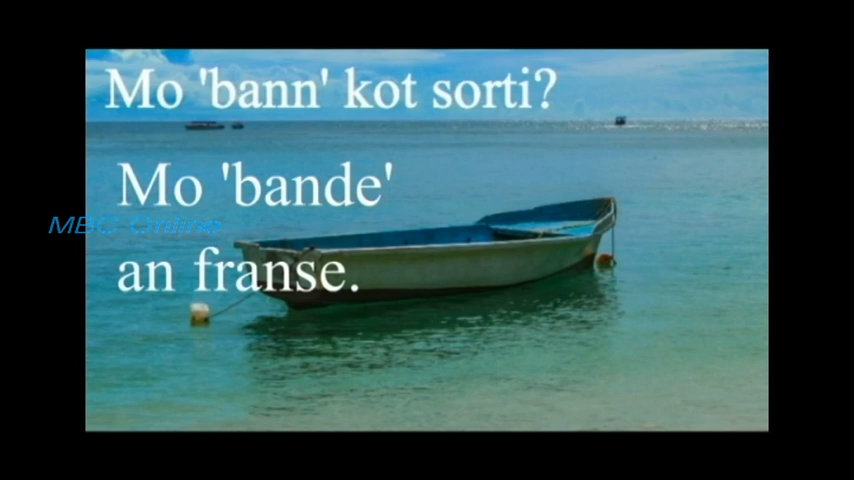 Mo 'bann' kot sorti?
Mo 'bande'
MBC Online
an franse.